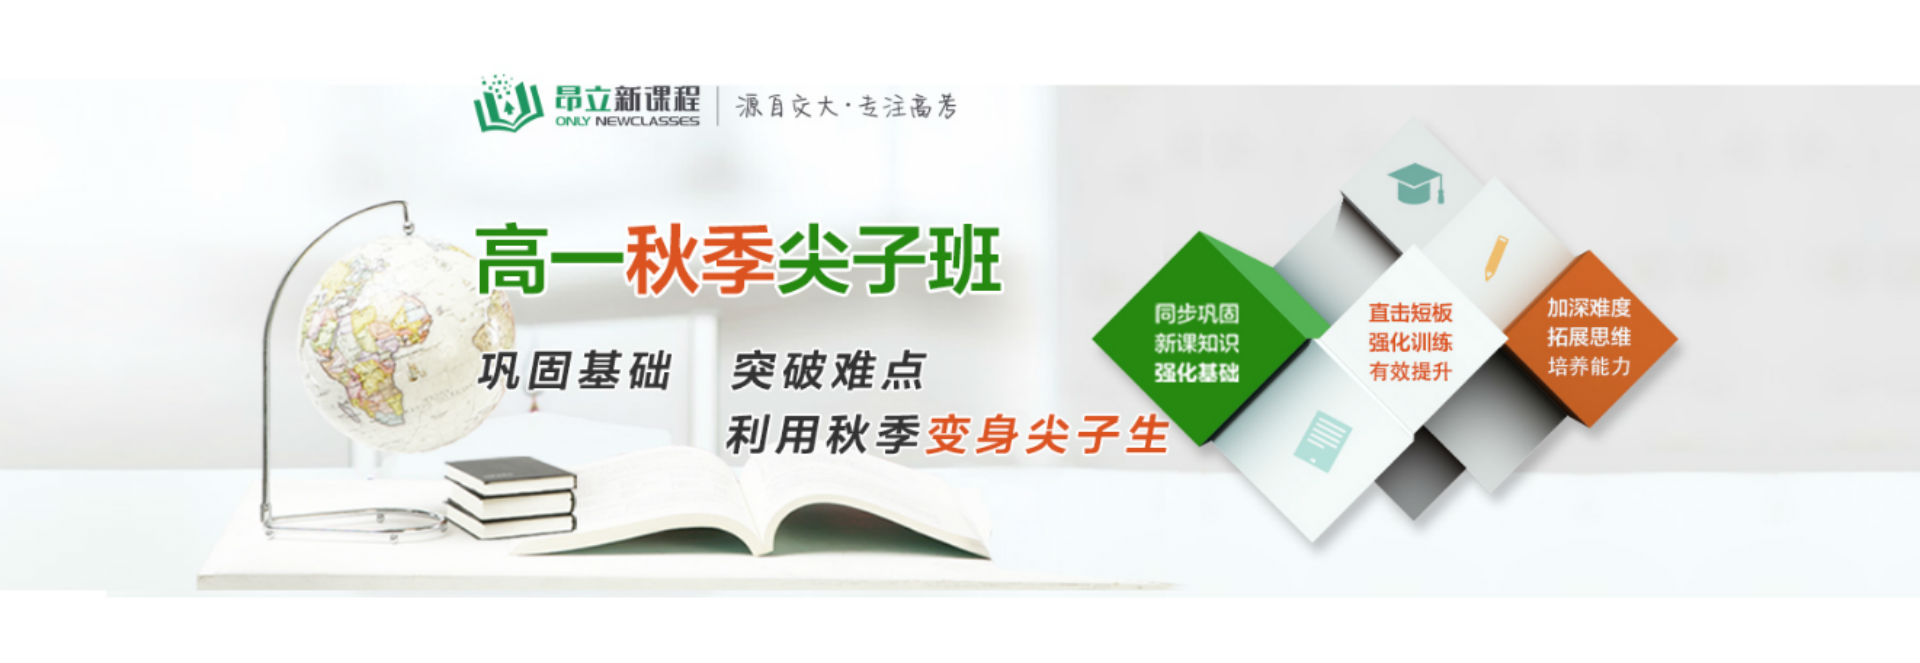 昂立新课程
ONLY NEWCLASSES
源自交大·专注高考
高一秋季尖子班
巩固基础 突破难点
利用秋季变身尖子生
同步巩固
新课知识
强化基础
直击短板
强化训练
有效提升
加深难度
拓展思维
培养能力